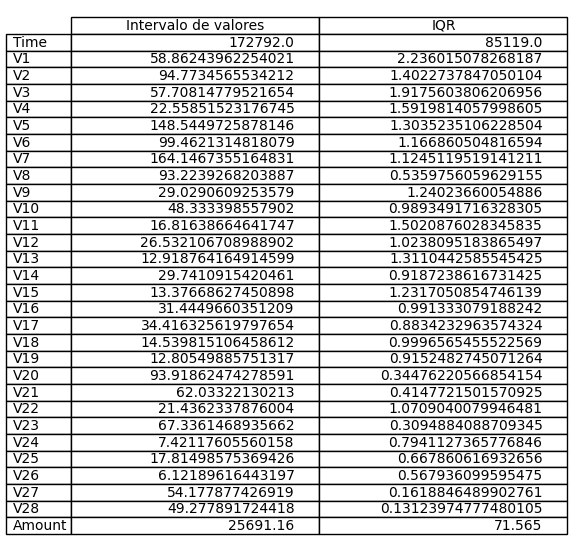 Intervalo de valores IQR
Time 172792.0 85119.0
V1 58.86243962254021 2.236015078268187
V2 94.7734565534212 1.4022737847050104
V3 57.70814779521654 1.9175603806206956
V4 22.55851523176745 1.5919814057998605
V5 148.5449725878146 1.3035235106228504
V6 99.4621314818079 1.166860504816594
V7 164.1467355164831 1.1245119519141211
V8 93.2239268203887 0.5359756059629155
V9 29.0290609253579 1.24023660054886
V10 48.333398557902 0.9893491716328305
V11 16.81638664641747 1.5020876028345835
V12 26.532106708988902 1.0238095183865497
V13 12.918764164914599 1.3110442585545425
V14 29.7410915420461 0.9187238616731425
V15 13.37668627450898 1.2317050854746139
V16 31.4449660351209 0.991333079188242
V17 34.416325619797654 0.8834232963574324
V18 14.539815106458612 0.9996565455522569
V19 12.80549885751317 0.9152482745071264
V20 93.91862474278591 0.34476220566854154
V21 62.03322130213 0.4147721501570925
V22 21.4362337876004 1.0709040079946481
V23 67.3361468935662 0.3094884088709345
V24 7.42117605560158 0.7941127365776846
V25 17.81498575369426 0.667860616932656
V26 6.12189616443197 0.567936099595475
V27 54.177877426919 0.1618846489902761
V28 49.277891724418 0.13123974777480105
Amount 25691.16 71.565